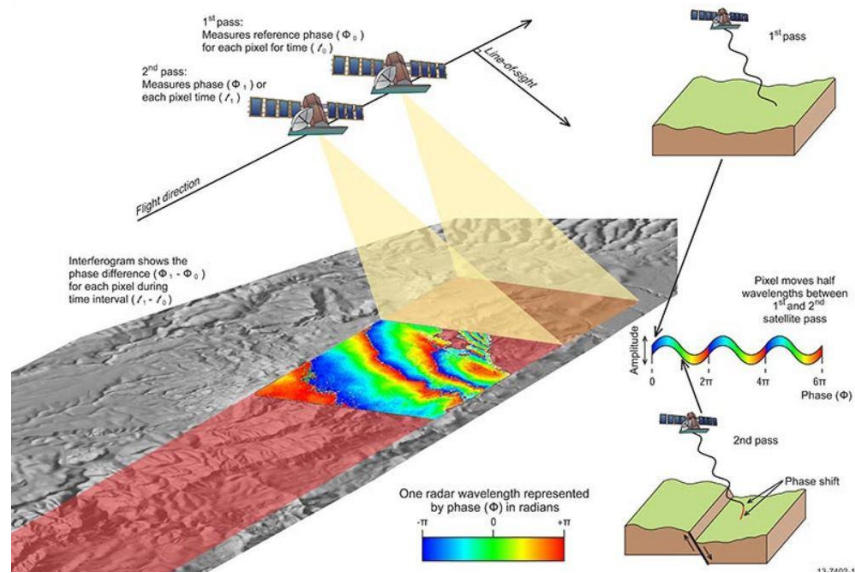 1st pass:
Measures reference phase (Φ0)
for each pixel for time (t0)
2nd pass:
Measures phase (Φ1) or
each pixel time (t1)
Line-of-sight
Flight direction
1st pass
Interferogram shows the
phase difference (Φ1 - Φ0)
for each pixel during
time interval (t1 - t0)
Pixel moves half
wavelengths between
1st and 2nd
satellite pass
Amplitude
0 2π 4π 6π
Phase (Φ)
2nd pass
Phase shift
One radar wavelength represented
by phase (Φ) in radians
-π 0 +π
13-7402-1